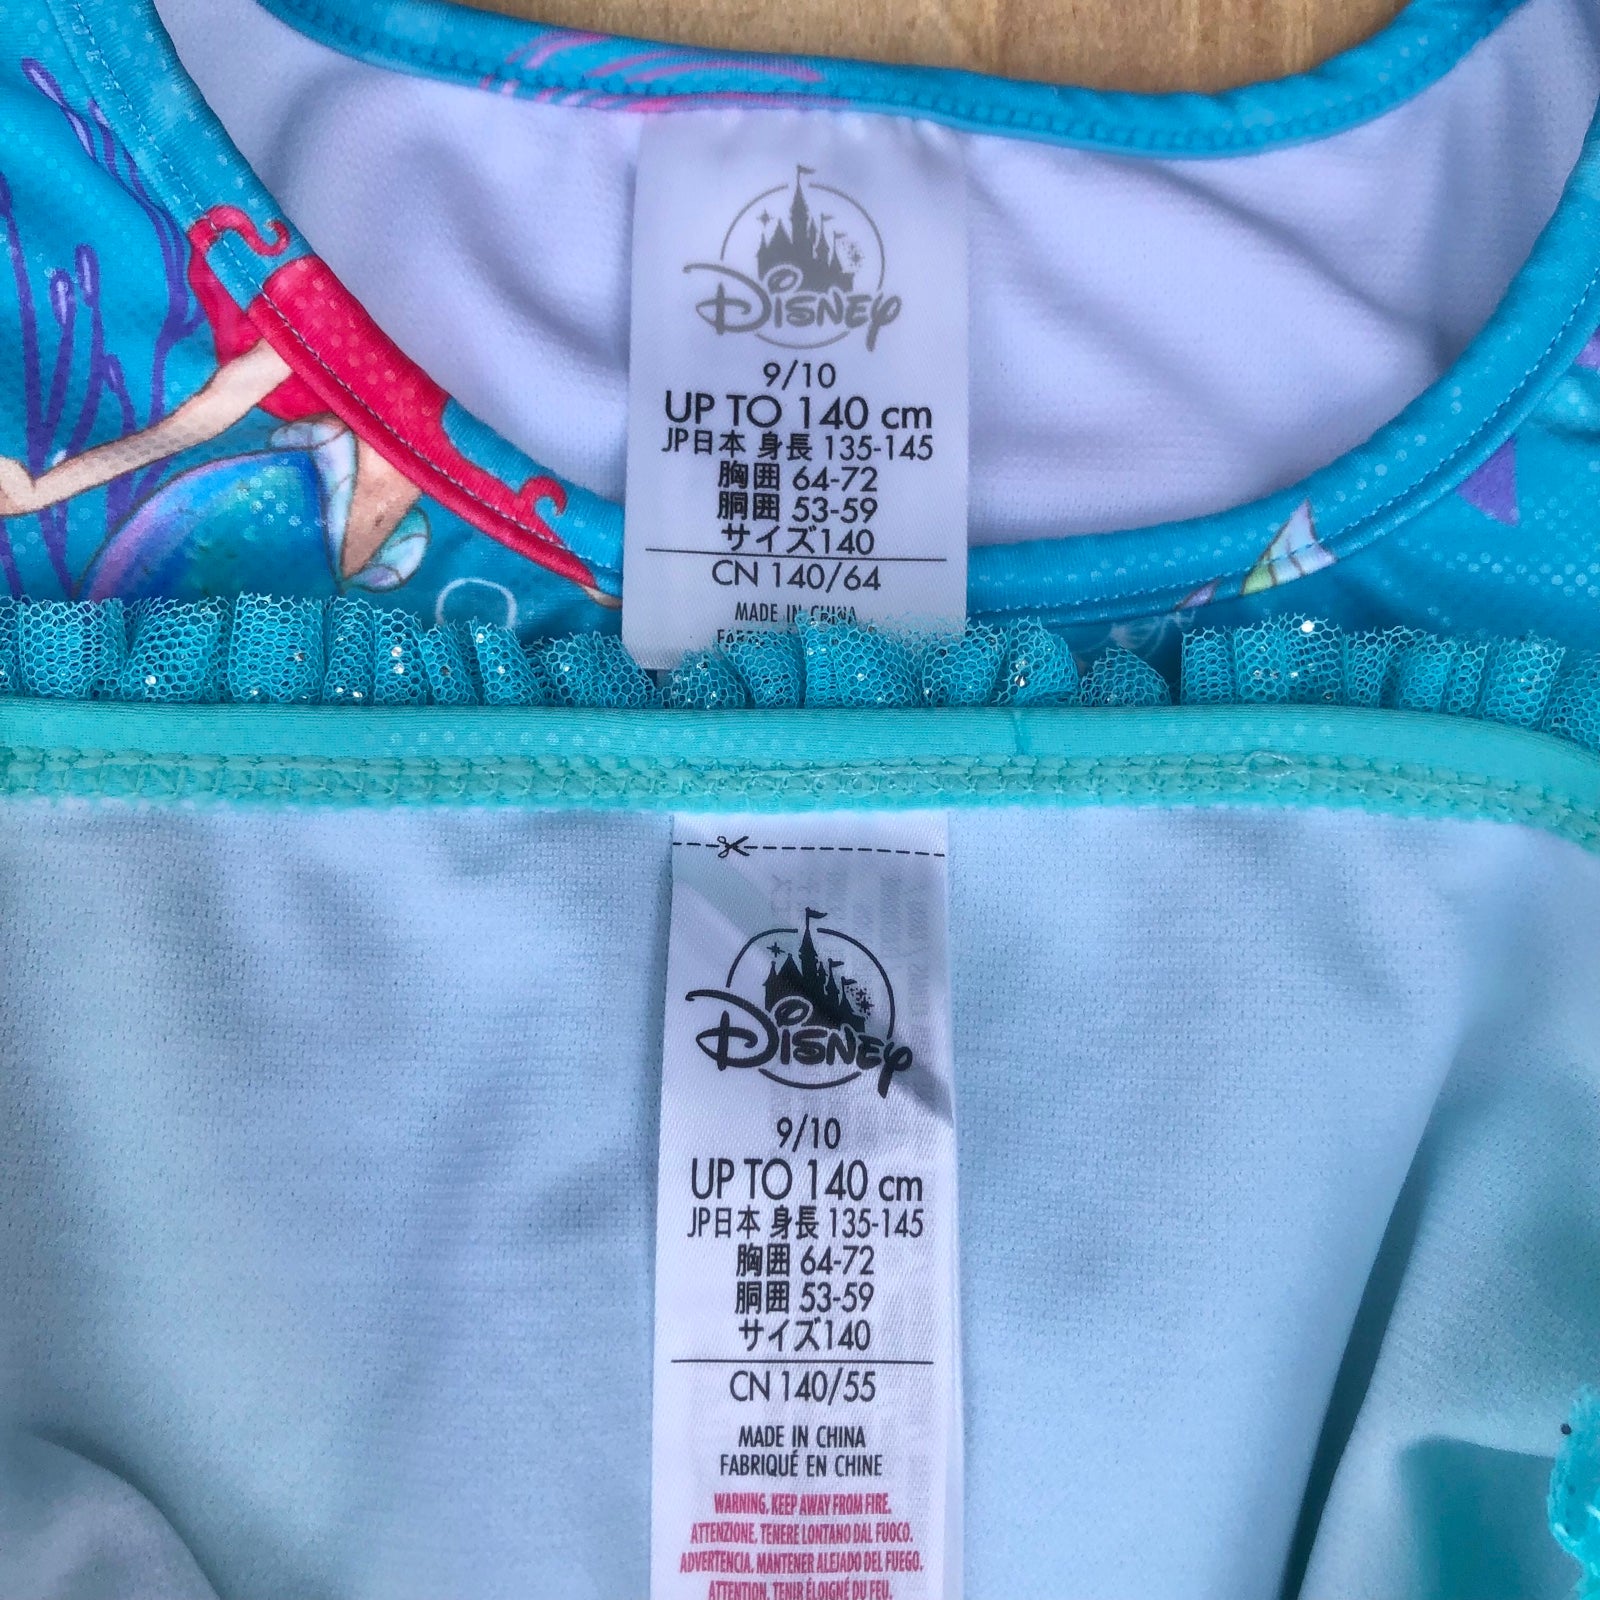 Disney
9/10
UP TO 140 cm
JP日本 身長 135-145
胸囲 64-72
胴囲 53-59
サイズ140
CN 140/64
MADE IN CHINA
Disney
9/10
UP TO 140 cm
JP日本 身長 135-145
胸囲 64-72
胴囲 53-59
サイズ140
CN 140/55
MADE IN CHINA
FABRIQUÉ EN CHINE
WARNING. KEEP AWAY FROM FIRE.
ATTENZIONE. TENERE LONTANO DAL FUOCO.
ADVERTENCIA. MANTENER ALEJADO DEL FUEGO.
ATTENTION. TENIR ÉLOIGNÉ DU FEU.